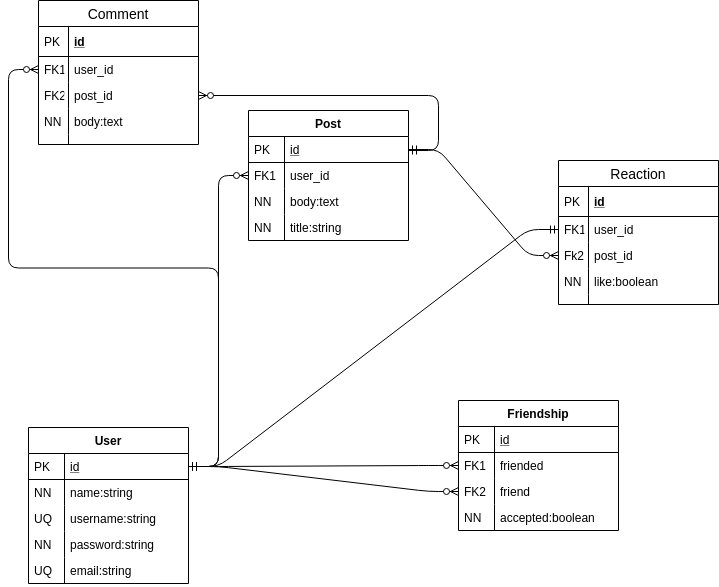 Comment
PK id
FK1 user_id
FK2 post_id
NN body:text
Post
PK id
FK1 user_id
NN body:text
NN title:string
Reaction
PK id
FK1 user_id
Fk2 post_id
NN like:boolean
User
PK id
NN name:string
UQ username:string
NN password:string
UQ email:string
Friendship
PK id
FK1 friended
FK2 friend
NN accepted:boolean